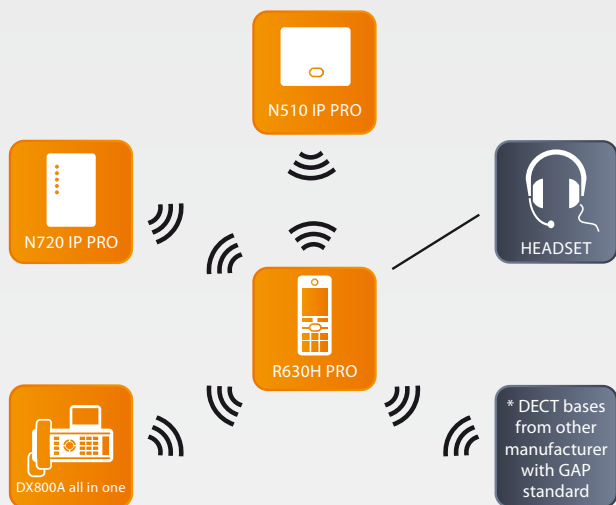 N510 IP PRO
N720 IP PRO
HEADSET
R630H PRO
DX800A all in one
* DECT bases
from other
manufacturer
with GAP
standard